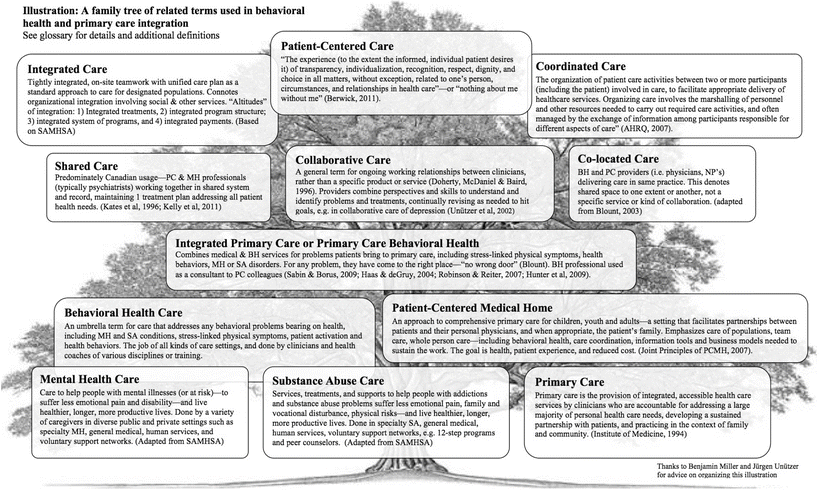 Illustration: A family tree of related terms used in behavioral
health and primary care integration
See glossary for details and additional definitions
Patient-Centered Care
"The experience (to the extent the informed, individual patient desires
it) of transparency, individualization, recognition, respect, dignity, and
choice in all matters, without exception, related to one's person,
circumstances, and relationships in health care"—or "nothing about me
without me" (Berwick, 2011).
Integrated Care
Tightly integrated, on-site teamwork with unified care plan as a
standard approach to care for designated populations. Connotes
organizational integration involving social & other services. "Altitudes"
of integration: 1) Integrated treatments, 2) integrated program structure;
3) integrated system of programs, and 4) integrated payments. (Based
on SAMHSA)
Coordinated Care
The organization of patient care activities between two or more participants
(including the patient) involved in care, to facilitate appropriate delivery of
healthcare services. Organizing care involves the marshalling of personnel
and other resources needed to carry out required care activities, and often
managed by the exchange of information among participants responsible for
different aspects of care" (AHRQ, 2007).
Shared Care
Predominately Canadian usage—PC & MH professionals
(typically psychiatrists) working together in shared system
and record, maintaining 1 treatment plan addressing all patient
health needs. (Kates et al, 1996; Kelly et al, 2011)
Collaborative Care
A general term for ongoing working relationships between clinicians,
rather than a specific product or service (Doherty, McDaniel & Baird,
1996). Providers combine perspectives and skills to understand and
identify problems and treatments, continually revising as needed to hit
goals, e.g. in collaborative care of depression (Unützer et al, 2002)
Co-located Care
BH and PC providers (i.e. physicians, NP's)
delivering care in same practice. This denotes
shared space to one extent or another, not a
specific service or kind of collaboration. (adapted
from Blount, 2003)
Integrated Primary Care or Primary Care Behavioral Health
Combines medical & BH services for problems patients bring to primary care, including stress-linked physical symptoms, health
behaviors, MH or SA disorders. For any problem, they have come to the right place—"no wrong door" (Blount). BH professional used
as a consultant to PC colleagues (Sabin & Borus, 2009; Haas & deGruy, 2004; Robinson & Reiter, 2007; Hunter et al, 2009).
Behavioral Health Care
An umbrella term for care that addresses any behavioral problems bearing on health,
including MH and SA conditions, stress-linked physical symptoms, patient activation and
health behaviors. The job of all kinds of care settings, and done by clinicians and health
coaches of various disciplines or training.
Patient-Centered Medical Home
An approach to comprehensive primary care for children, youth and adults—a setting that facilitates partnerships between
patients and their personal physicians, and when appropriate, the patient's family. Emphasizes care of populations, team
care, whole person care—including behavioral health, care coordination, information tools and business models needed to
sustain the work. The goal is health, patient experience, and reduced cost. (Joint Principles of PCMH, 2007).
Mental Health Care
Care to help people with mental illnesses (or at risk)—to
suffer less emotional pain and disability—and live
healthier, longer, more productive lives. Done by a variety
of caregivers in diverse public and private settings such as
specialty MH, general medical, human services, and
voluntary support networks. (Adapted from SAMHSA)
Substance Abuse Care
Services, treatments, and supports to help people with addictions
and substance abuse problems suffer less emotional pain, family and
vocational disturbance, physical risks—and live healthier, longer,
more productive lives. Done in specialty SA, general medical,
human services, voluntary support networks, e.g. 12-step programs
and peer counselors. (Adapted from SAMHSA)
Primary Care
Primary care is the provision of integrated, accessible health care
services by clinicians who are accountable for addressing a large
majority of personal health care needs, developing a sustained
partnership with patients, and practicing in the context of family
and community. (Institute of Medicine, 1994)
Thanks to Benjamin Miller and Jürgen Unützer
for advice on organizing this illustration